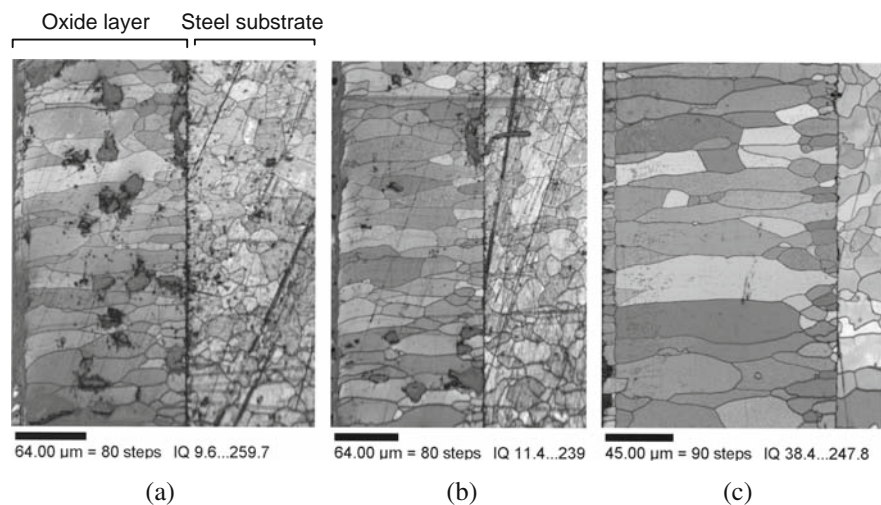 Oxide layer Steel substrate
64.00 µm = 80 steps IQ 9.6...259.7
64.00 µm = 80 steps IQ 11.4...239
45.00 µm = 90 steps IQ 38.4...247.8
(a)
(b)
(c)